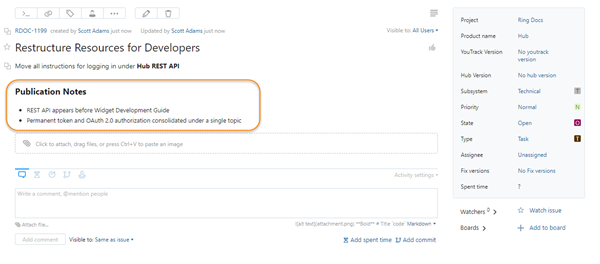 RDOC-1199 created by Scott Adams just now Updated by Scott Adams just now Visible to: All Users
Restructure Resources for Developers
Move all instructions for logging in under Hub REST API
Publication Notes
REST API appears before Widget Development Guide
Permanent token and OAuth 2.0 authorization consolidated under a single topic
Click to attach, drag files, or press Ctrl+V to paste an image
Activity settings
Write a comment, @mention people
Attach file...
![alt text](attachment.png) **Bold** # Title `code` Markdown
Add comment Visible to: Same as issue Add spent time Add commit
Project Ring Docs
Product name Hub
YouTrack Version No youtrack
version
Hub Version No hub version
Subsystem Technical T
Priority Normal N
State Open O
Type Task T
Assignee Unassigned
Fix versions No Fix versions
Spent time ?
Watchers 0 Watch issue
Boards Add to board